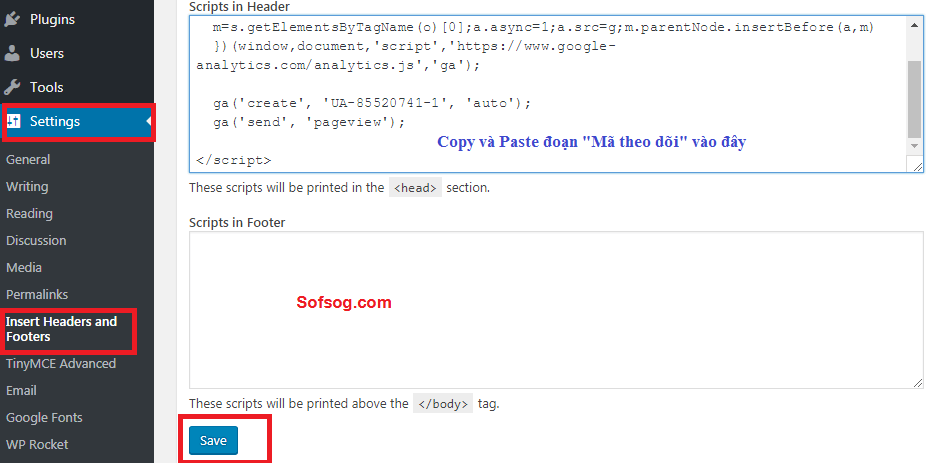 Plugins
Users
Tools
Settings
General
Writing
Reading
Discussion
Media
Permalinks
Insert Headers and
Footers
TinyMCE Advanced
Email
Google Fonts
WP Rocket
Scripts in Header
m=s.getElementsByTagName(o)[0];a.async=1;a.src=g;m.parentNode.insertBefore(a,m)
})(window,document,'script','https://www.google-
analytics.com/analytics.js','ga');
ga('create', 'UA-85520741-1', 'auto');
ga('send', 'pageview');
Copy và Paste đoạn "Mã theo dõi" vào đây
</script>
These scripts will be printed in the <head> section.
Scripts in Footer
Sofsog.com
These scripts will be printed above the </body> tag.
Save